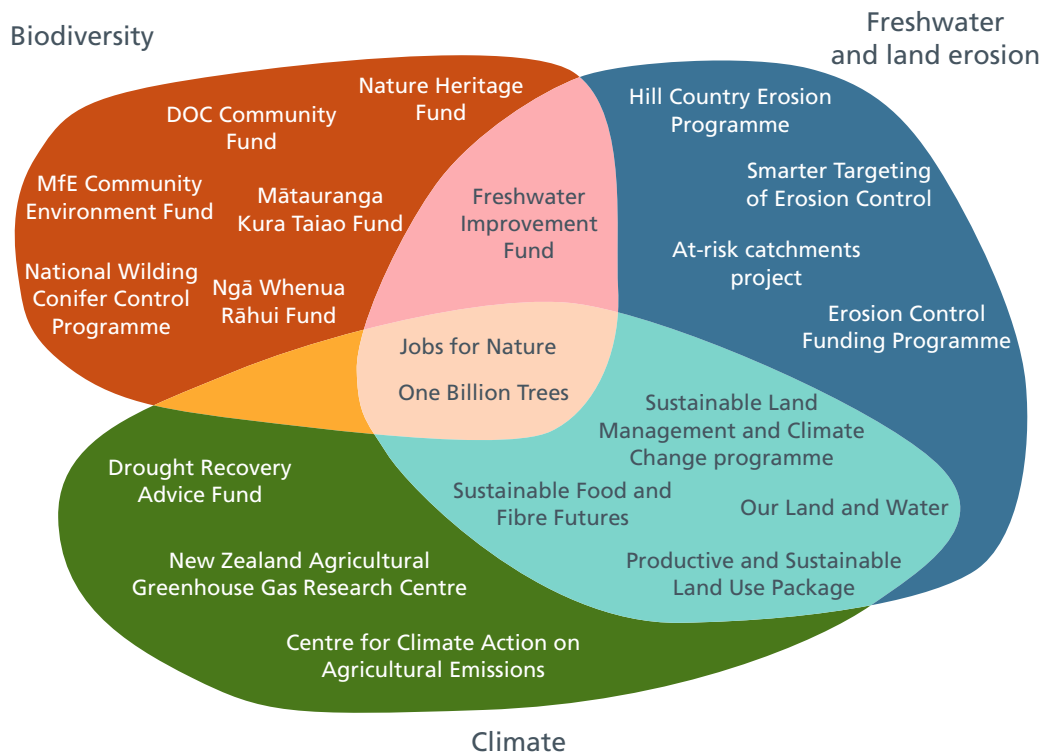 Biodiversity
Freshwater
and land erosion
Nature Heritage
Fund
DOC Community
Fund
MfE Community
Environment Fund
Mātauranga
Kura Taiao Fund
National Wilding
Conifer Control
Programme
Ngā Whenua
Rāhui Fund
Freshwater
Improvement
Fund
Hill Country Erosion
Programme
Smarter Targeting
of Erosion Control
At-risk catchments
project
Erosion Control
Funding Programme
Jobs for Nature
One Billion Trees
Sustainable Land
Management and Climate
Change programme
Sustainable Food and
Fibre Futures
Our Land and Water
Productive and Sustainable
Land Use Package
Drought Recovery
Advice Fund
New Zealand Agricultural
Greenhouse Gas Research Centre
Centre for Climate Action on
Agricultural Emissions
Climate